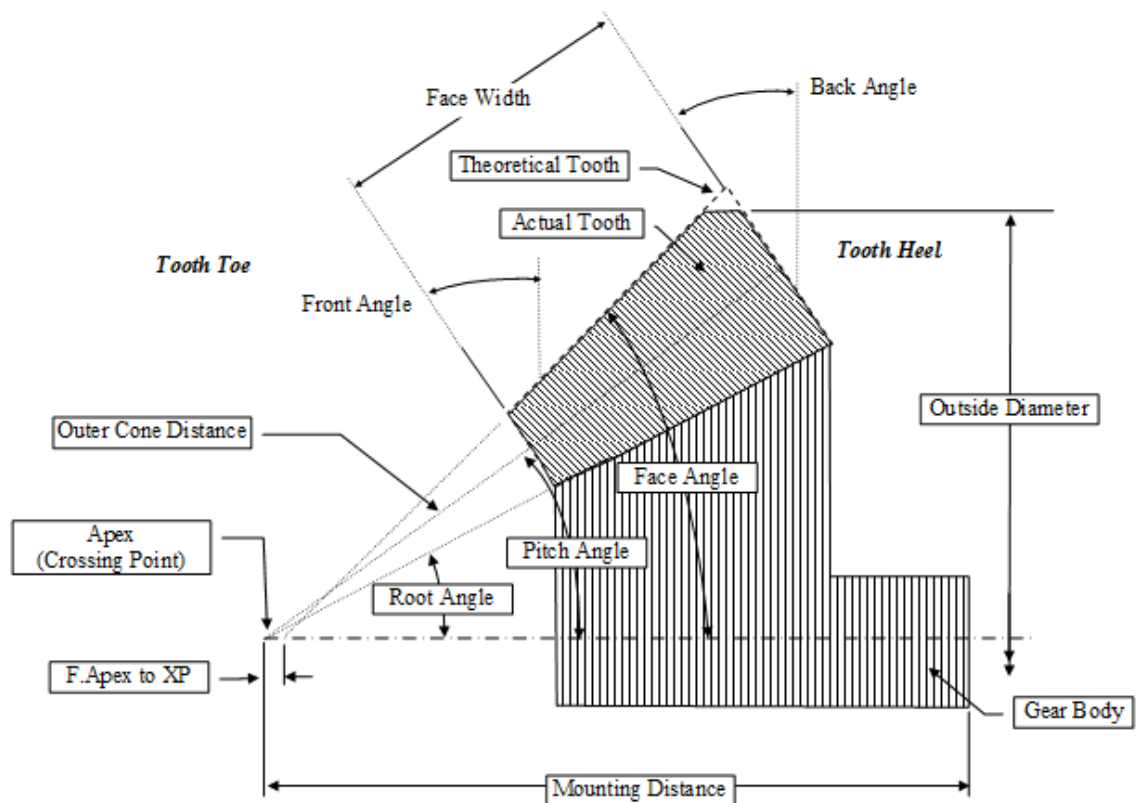 Face Width
Back Angle
Theoretical Tooth
Actual Tooth
Tooth Toe
Tooth Heel
Front Angle
Outside Diameter
Outer Cone Distance
Face Angle
Apex
(Crossing Point)
Pitch Angle
Root Angle
F.Apex to XP
Gear Body
Mounting Distance